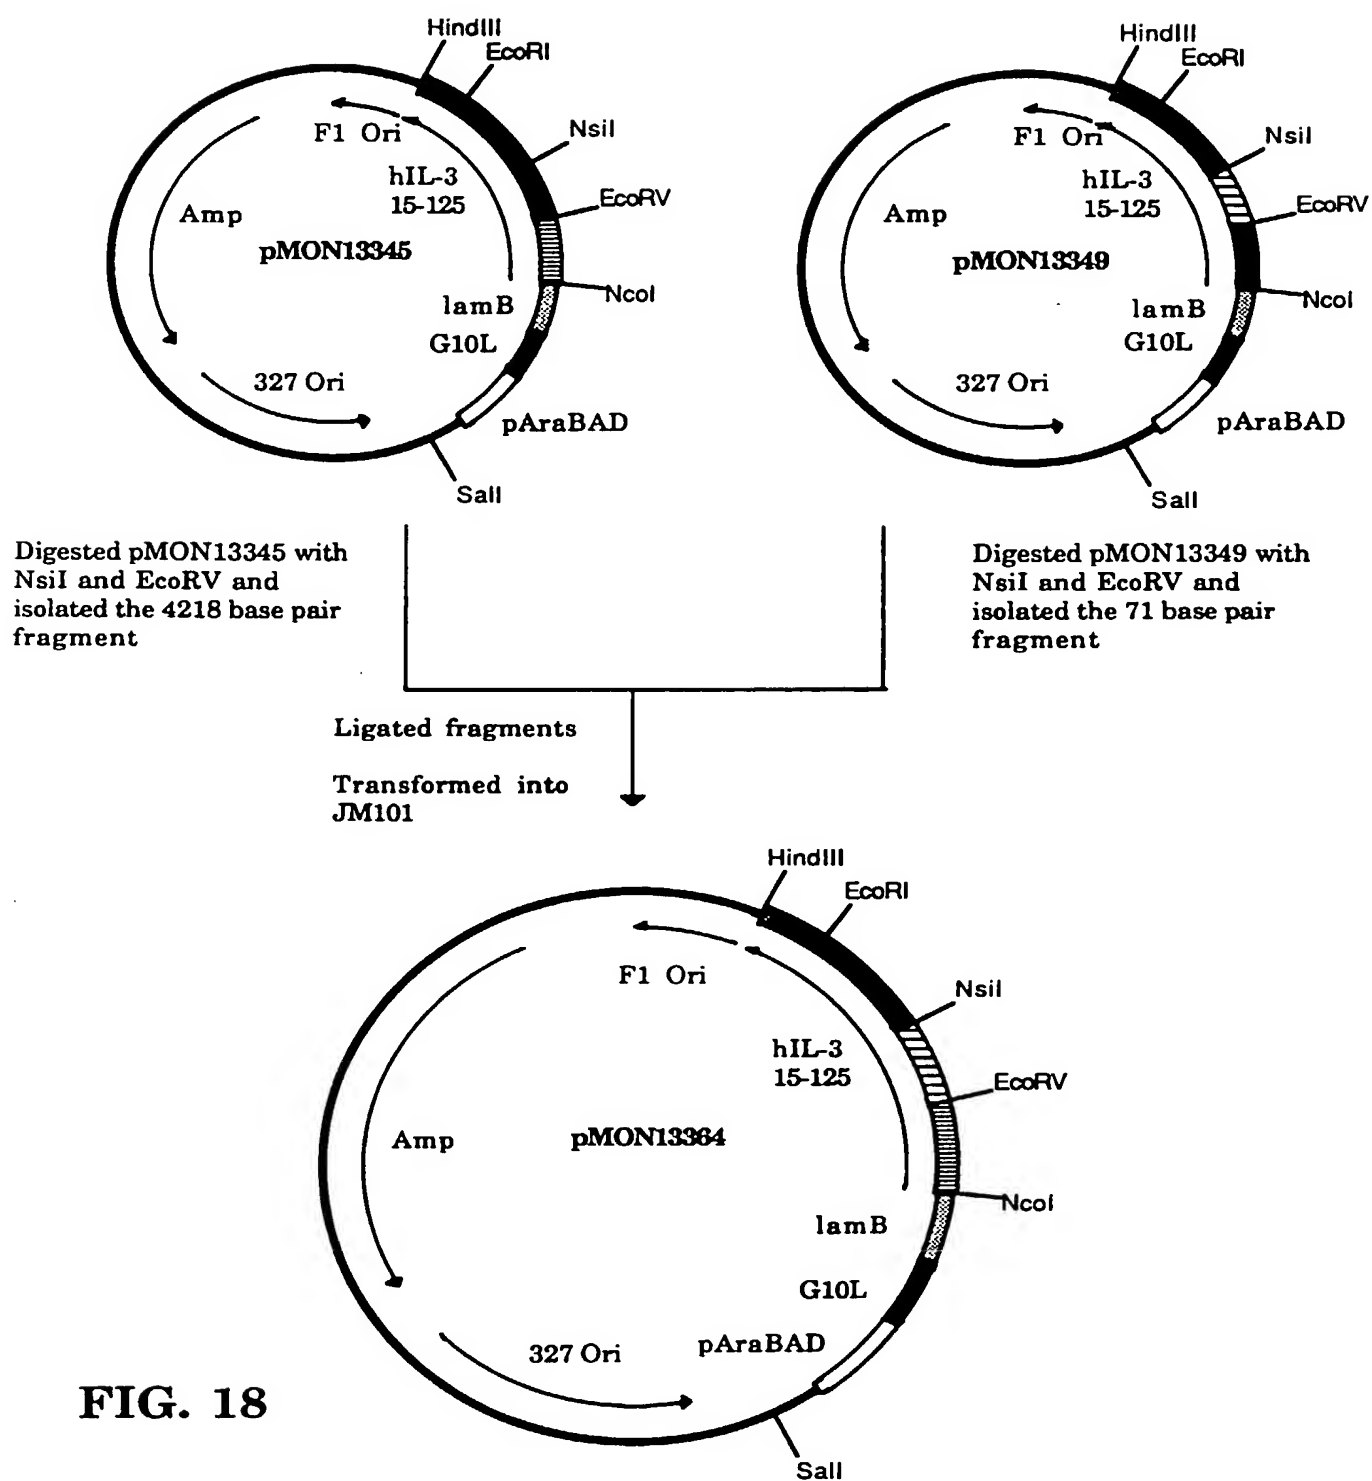 HindIII
EcoRI
NsiI
EcoRV
NcoI
SalI
F1 Ori
hIL-3
15-125
Amp
pMON13345
lamB
G10L
327 Ori
pAraBAD
HindIII
EcoRI
NsiI
EcoRV
NcoI
SalI
F1 Ori
hIL-3
15-125
Amp
pMON13349
lamB
G10L
327 Ori
pAraBAD
Digested pMON13345 with
NsiI and EcoRV and
isolated the 4218 base pair
fragment
Digested pMON13349 with
NsiI and EcoRV and
isolated the 71 base pair
fragment
Ligated fragments
Transformed into
JM101
HindIII
EcoRI
NsiI
EcoRV
NcoI
SalI
F1 Ori
hIL-3
15-125
Amp
pMON13364
lamB
G10L
pAraBAD
327 Ori
FIG. 18